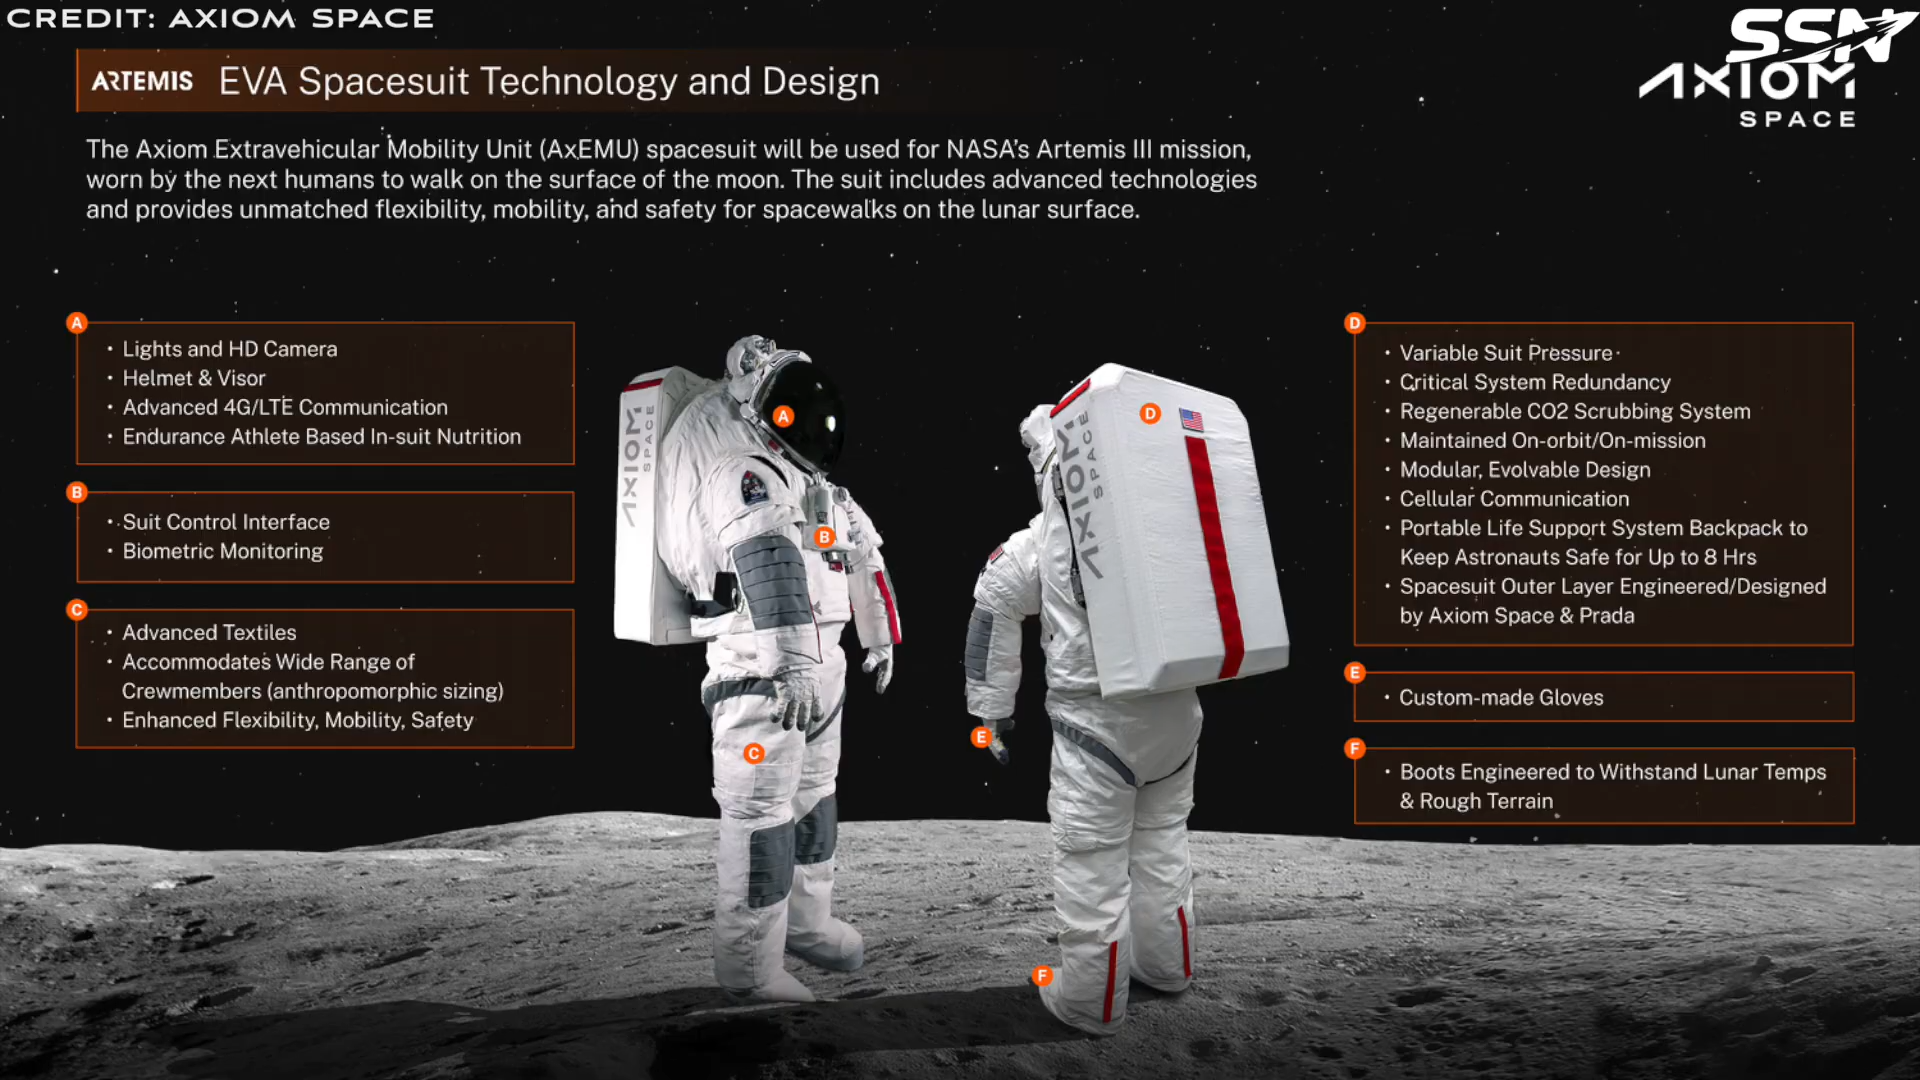 CREDIT: AXIOM SPACE
SSN
AXIOM
SPACE
ARTEMIS EVA Spacesuit Technology and Design
The Axiom Extravehicular Mobility Unit (AxEMU) spacesuit will be used for NASA's Artemis III mission,
worn by the next humans to walk on the surface of the moon. The suit includes advanced technologies
and provides unmatched flexibility, mobility, and safety for spacewalks on the lunar surface.
A
• Lights and HD Camera
• Helmet & Visor
• Advanced 4G/LTE Communication
• Endurance Athlete Based In-suit Nutrition
B
• Suit Control Interface
• Biometric Monitoring
C
• Advanced Textiles
• Accommodates Wide Range of
Crewmembers (anthropomorphic sizing)
• Enhanced Flexibility, Mobility, Safety
AXIOM
SPACE
A
B
C
AXIOM
SPACE
D
E
F
D
• Variable Suit Pressure
• Critical System Redundancy
• Regenerable CO2 Scrubbing System
• Maintained On-orbit/On-mission
• Modular, Evolvable Design
• Cellular Communication
• Portable Life Support System Backpack to
Keep Astronauts Safe for Up to 8 Hrs
• Spacesuit Outer Layer Engineered/Designed
by Axiom Space & Prada
E
• Custom-made Gloves
F
• Boots Engineered to Withstand Lunar Temps
& Rough Terrain